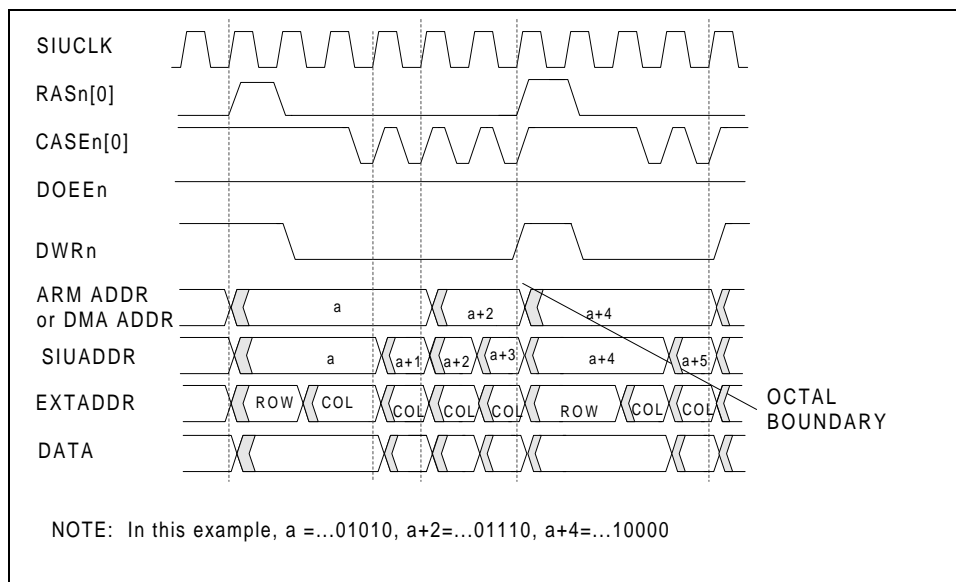 SIUCLK
RASn[0]
CASEn[0]
DOEEn
DWRn
ARM ADDR
or DMA ADDR
a
a+2
a+4
SIUADDR
a
a+1
a+2
a+3
a+4
a+5
EXTADDR
ROW
COL
COL
COL
COL
ROW
COL
COL
OCTAL
BOUNDARY
DATA
NOTE: In this example, a =...01010, a+2=...01110, a+4=...10000